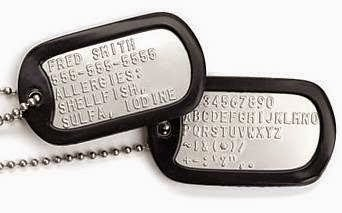 FRED SMITH
555-555-5555
ALLERGIES:
SHELLFISH,
SULFA, IODINE
34567890
ABCDEFGHIJKLMNO
PQRSTUVWXYZ